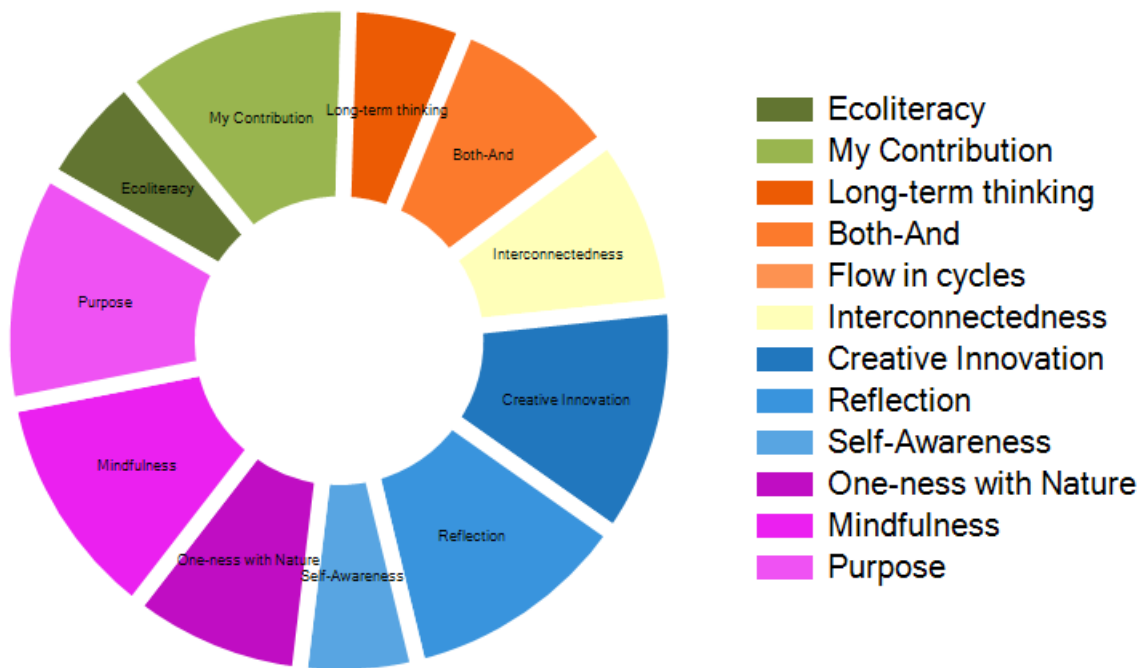 My Contribution
Long-term thinking
Both-And
Ecoliteracy
Interconnectedness
Purpose
Creative Innovation
Mindfulness
Reflection
One-ness with Nature
Self-Awareness
Ecoliteracy
My Contribution
Long-term thinking
Both-And
Flow in cycles
Interconnectedness
Creative Innovation
Reflection
Self-Awareness
One-ness with Nature
Mindfulness
Purpose